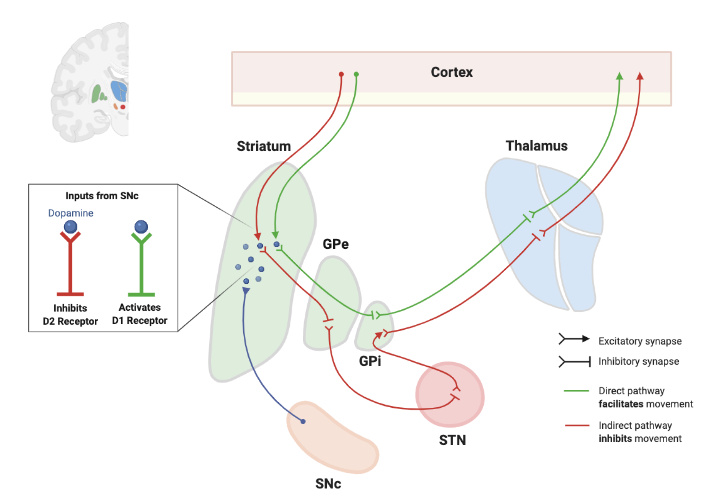 Cortex
Striatum
Thalamus
Inputs from SNc
Dopamine
Inhibits
D2 Receptor
Activates
D1 Receptor
GPe
GPi
STN
SNc
Excitatory synapse
Inhibitory synapse
Direct pathway
facilitates movement
Indirect pathway
inhibits movement